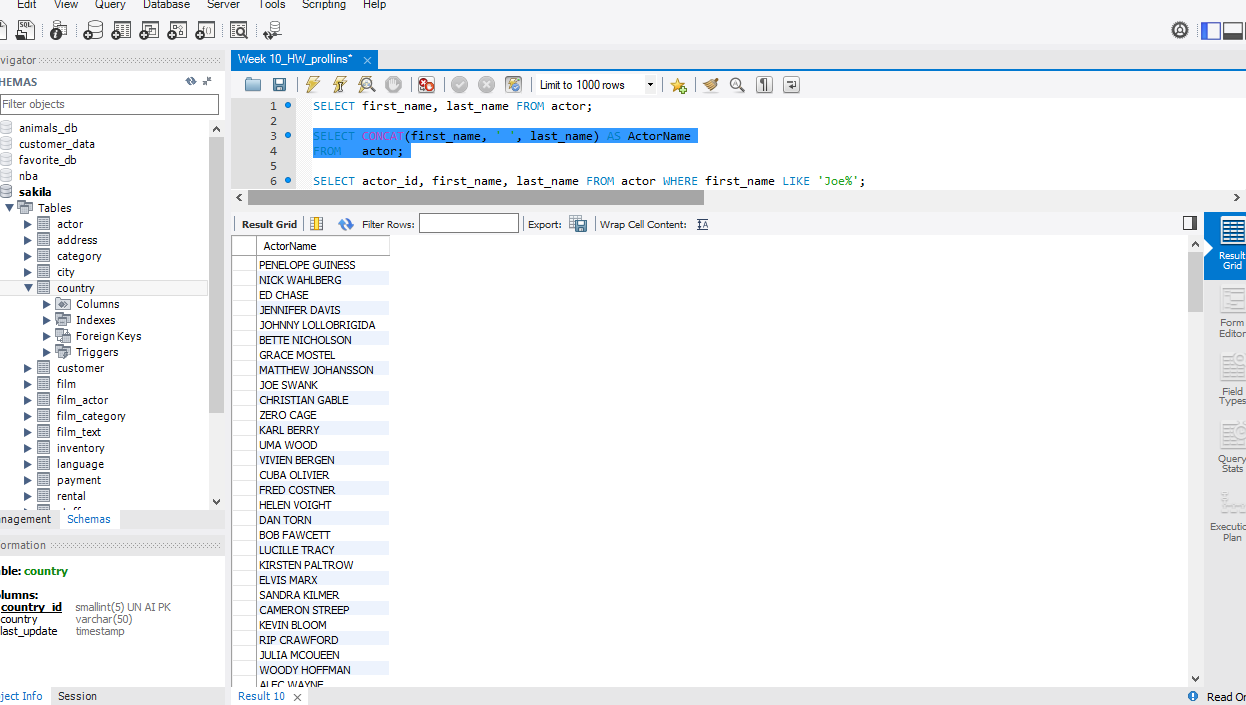 Edit View Query Database Server Tools Scripting Help
SQL
vigator
Week 10_HW_prollins* ×
HEMAS
Filter objects
animals_db
customer_data
favorite_db
nba
sakila
Tables
actor
address
category
city
country
Columns
Indexes
Foreign Keys
Triggers
customer
film
film_actor
film_category
film_text
inventory
language
payment
rental
nagement Schemas
ormation
ble: country
olumns:
country_id smallint(5) UN AI PK
country varchar(50)
last_update timestamp
ject Info Session
Limit to 1000 rows
1 SELECT first_name, last_name FROM actor;
2
3 SELECT CONCAT(first_name, ' ', last_name) AS ActorName
4 FROM actor;
5
6 SELECT actor_id, first_name, last_name FROM actor WHERE first_name LIKE 'Joe%';
Result Grid Filter Rows: Export: Wrap Cell Content:
ActorName
PENELOPE GUINESS
NICK WAHLBERG
ED CHASE
JENNIFER DAVIS
JOHNNY LOLLOBRIGIDA
BETTE NICHOLSON
GRACE MOSTEL
MATTHEW JOHANSSON
JOE SWANK
CHRISTIAN GABLE
ZERO CAGE
KARL BERRY
UMA WOOD
VIVIEN BERGEN
CUBA OLIVIER
FRED COSTNER
HELEN VOIGHT
DAN TORN
BOB FAWCETT
LUCILLE TRACY
KIRSTEN PALTROW
ELVIS MARX
SANDRA KILMER
CAMERON STREEP
KEVIN BLOOM
RIP CRAWFORD
JULIA MCQUEEN
WOODY HOFFMAN
ALEC WAYNE
Result
Grid
Form
Editor
Field
Types
Query
Stats
Executio
Plan
Result 10 ×
Read On